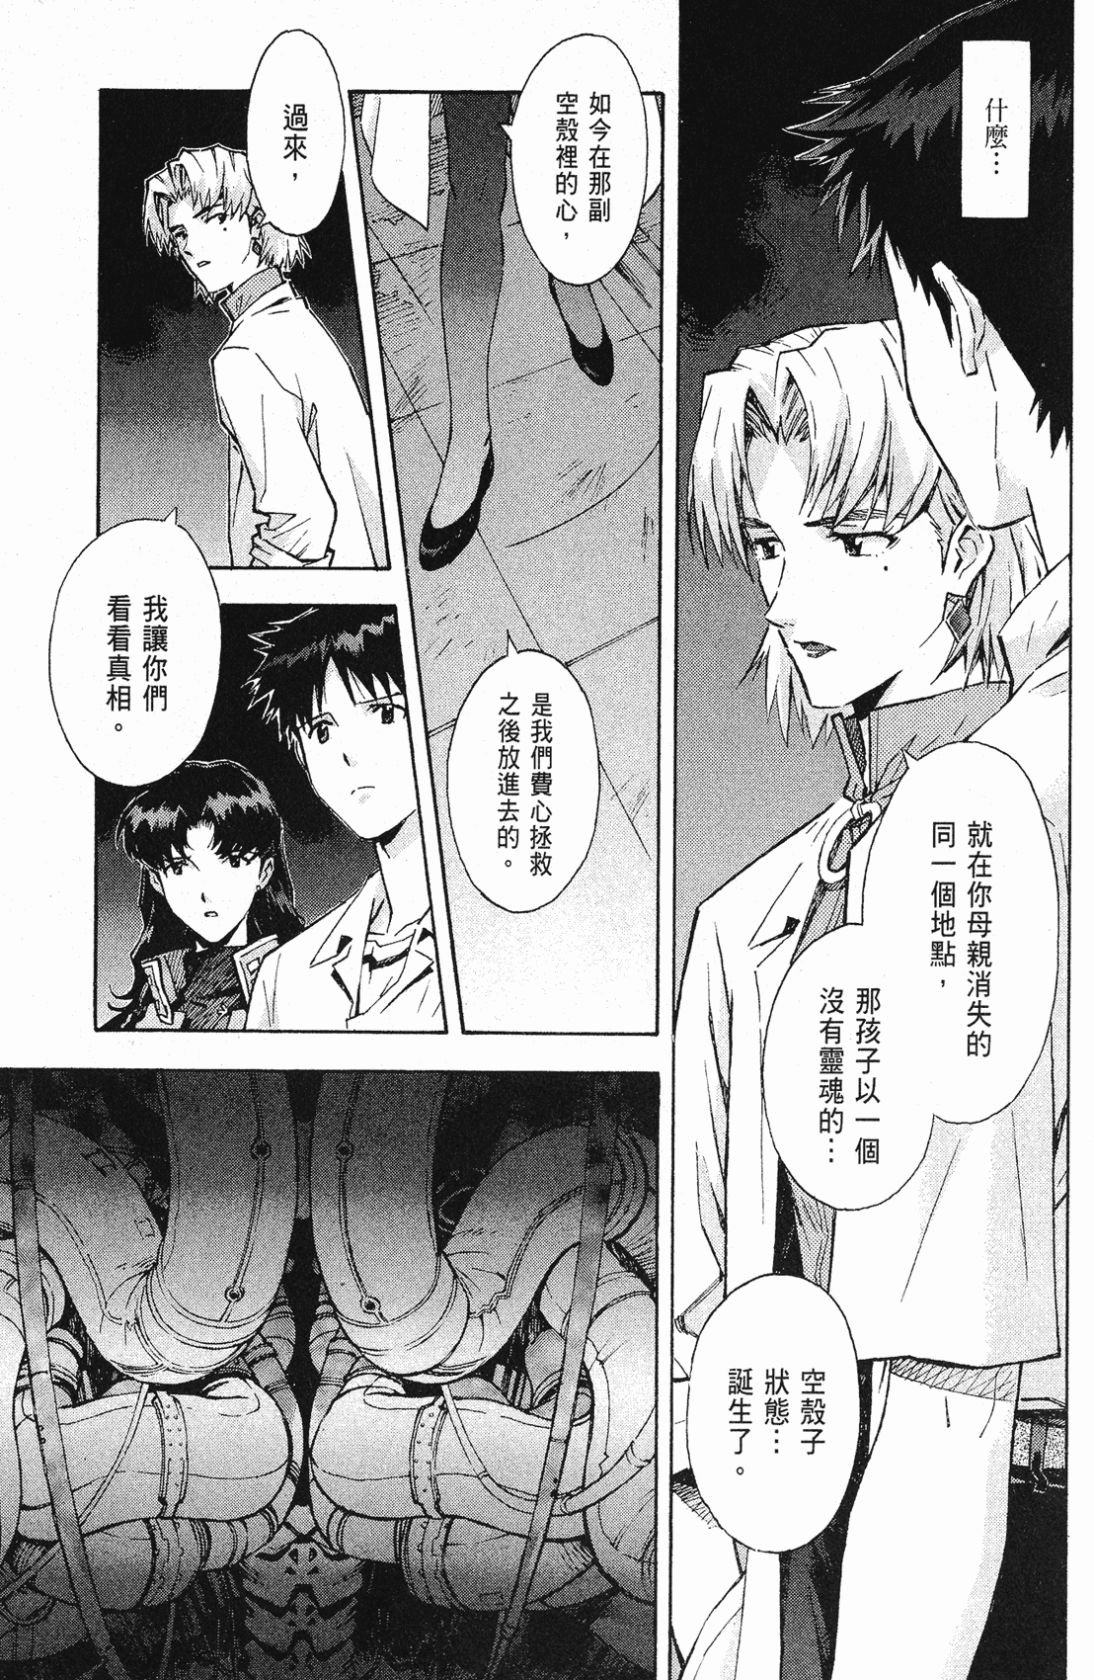 什麼…
就在你母親消失的
同一個地點，
那孩子以一個
沒有靈魂的…
空殼子
狀態…
誕生了。
如今在那副
空殼裡的心，
是我們費心拯救
之後放進去的。
過來，
我讓你們
看看真相。